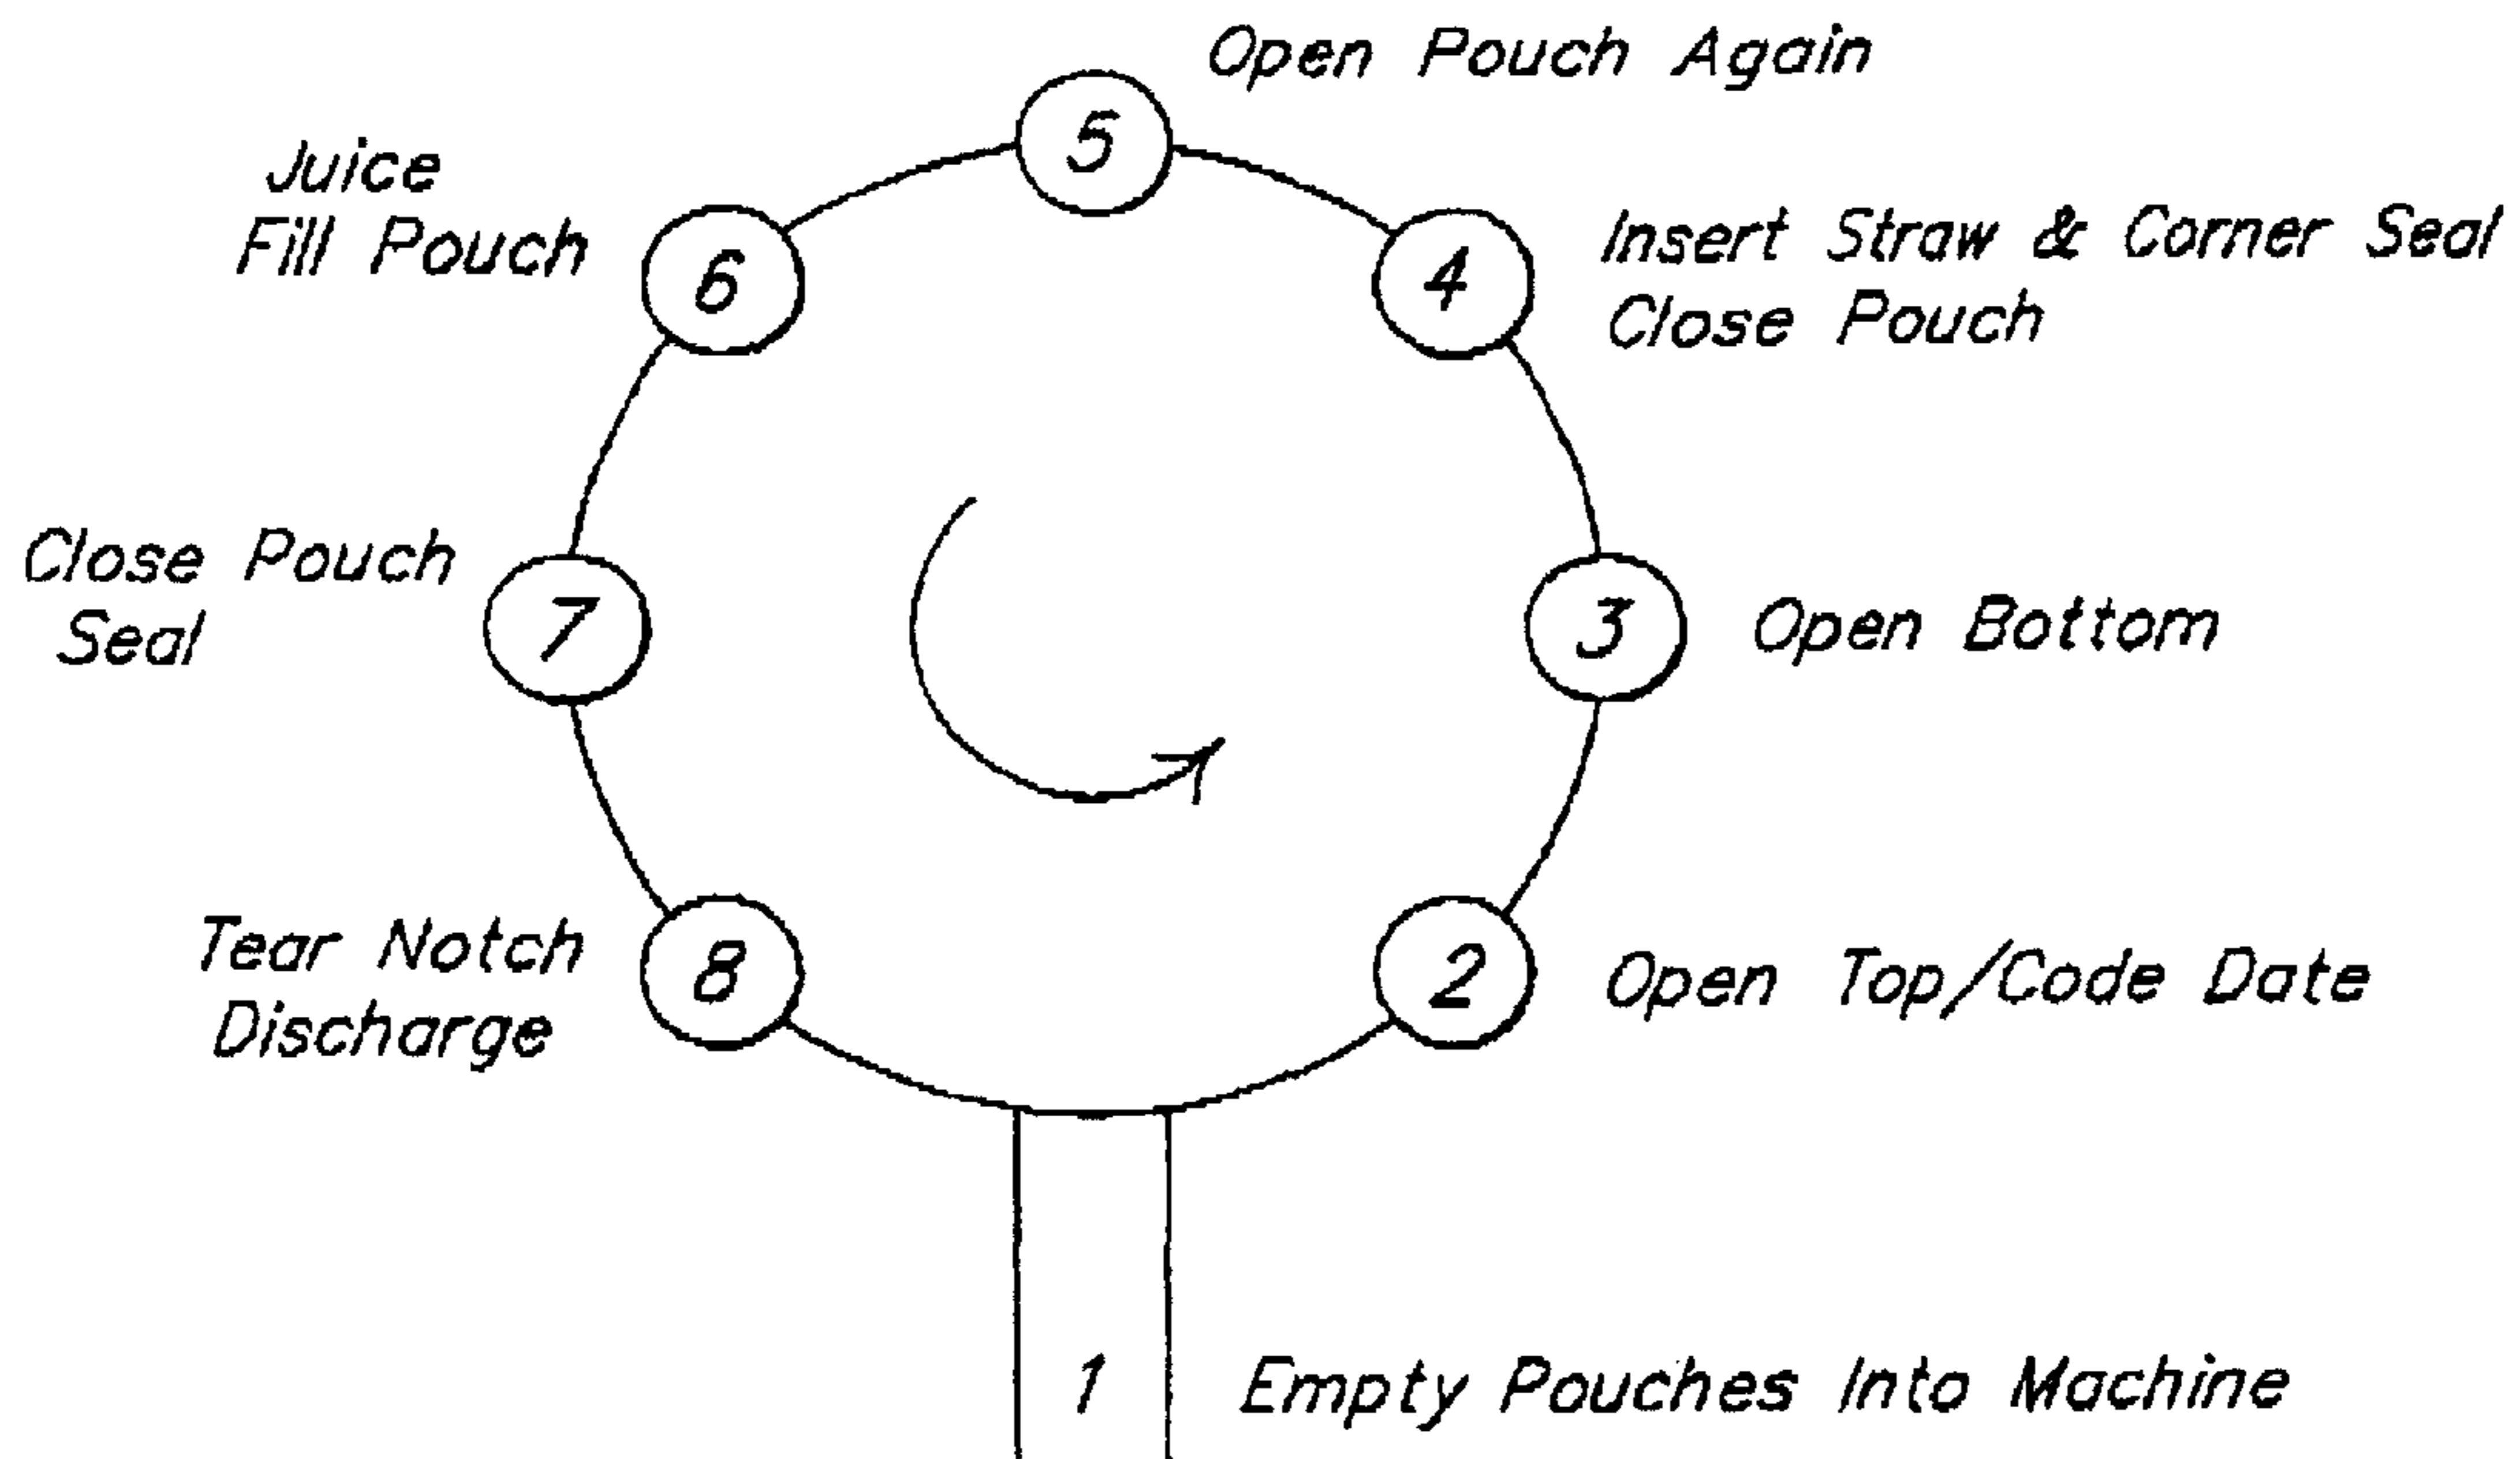 Open Pouch Again
5
Juice
Fill Pouch
6
4
Insert Straw & Corner Seal
Close Pouch
Close Pouch
Seal
7
3
Open Bottom
Tear Notch
Discharge
8
2
Open Top/Code Date
1
Empty Pouches Into Machine